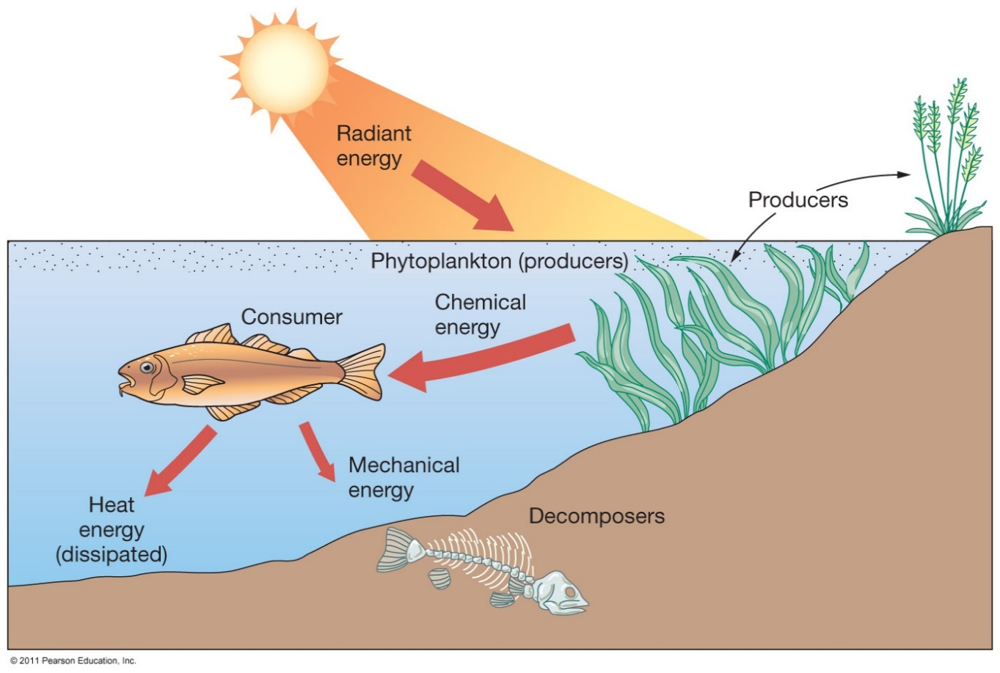 Radiant
energy
Producers
Phytoplankton (producers)
Chemical
energy
Consumer
Mechanical
energy
Heat
energy
(dissipated)
Decomposers
© 2011 Pearson Education, Inc.